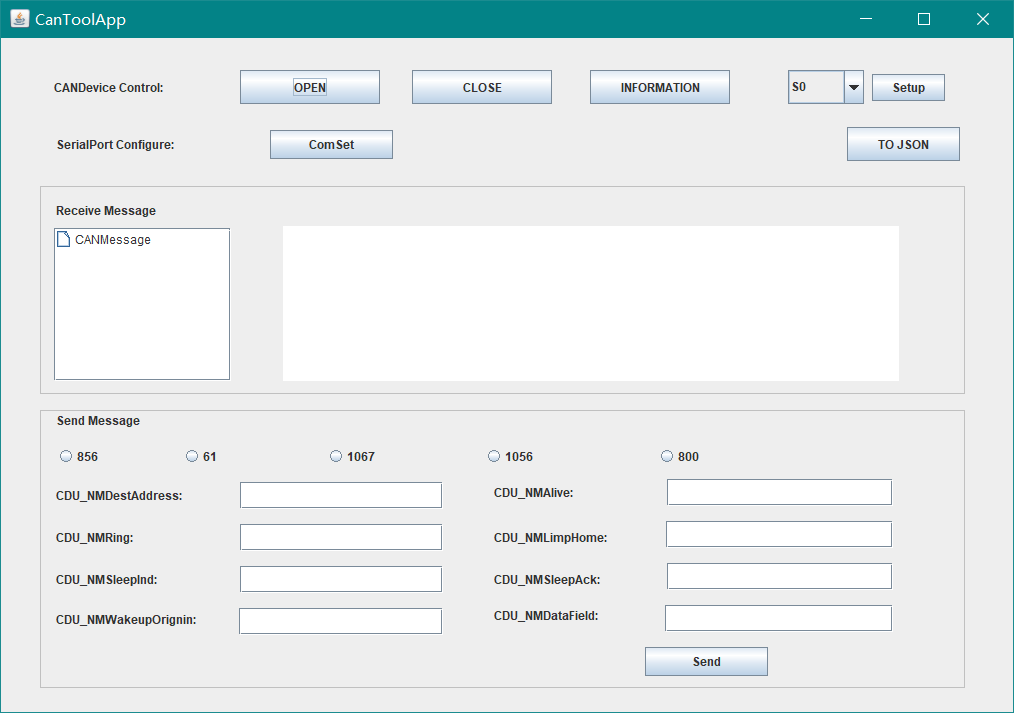 CanToolApp
CANDevice Control: OPEN CLOSE INFORMATION S0 Setup
SerialPort Configure: ComSet TO JSON
Receive Message
CANMessage
Send Message
856 61 1067 1056 800
CDU_NMDestAddress: CDU_NMAlive:
CDU_NMRing: CDU_NMLimpHome:
CDU_NMSleepInd: CDU_NMSleepAck:
CDU_NMWakeupOrignin: CDU_NMDataField:
Send